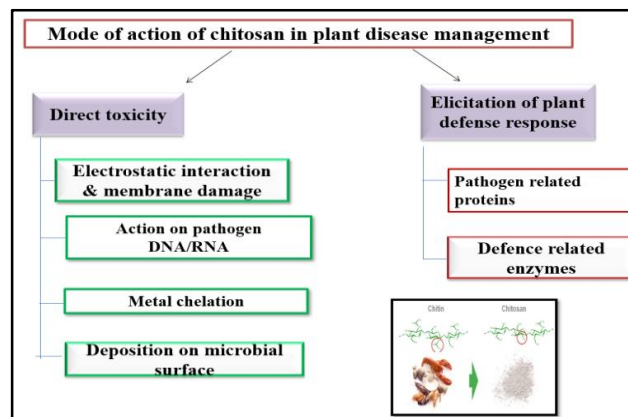 Mode of action of chitosan in plant disease management
Direct toxicity
Electrostatic interaction
& membrane damage
Action on pathogen
DNA/RNA
Metal chelation
Deposition on microbial
surface
Elicitation of plant
defense response
Pathogen related
proteins
Defence related
enzymes
Chitin
Chitosan